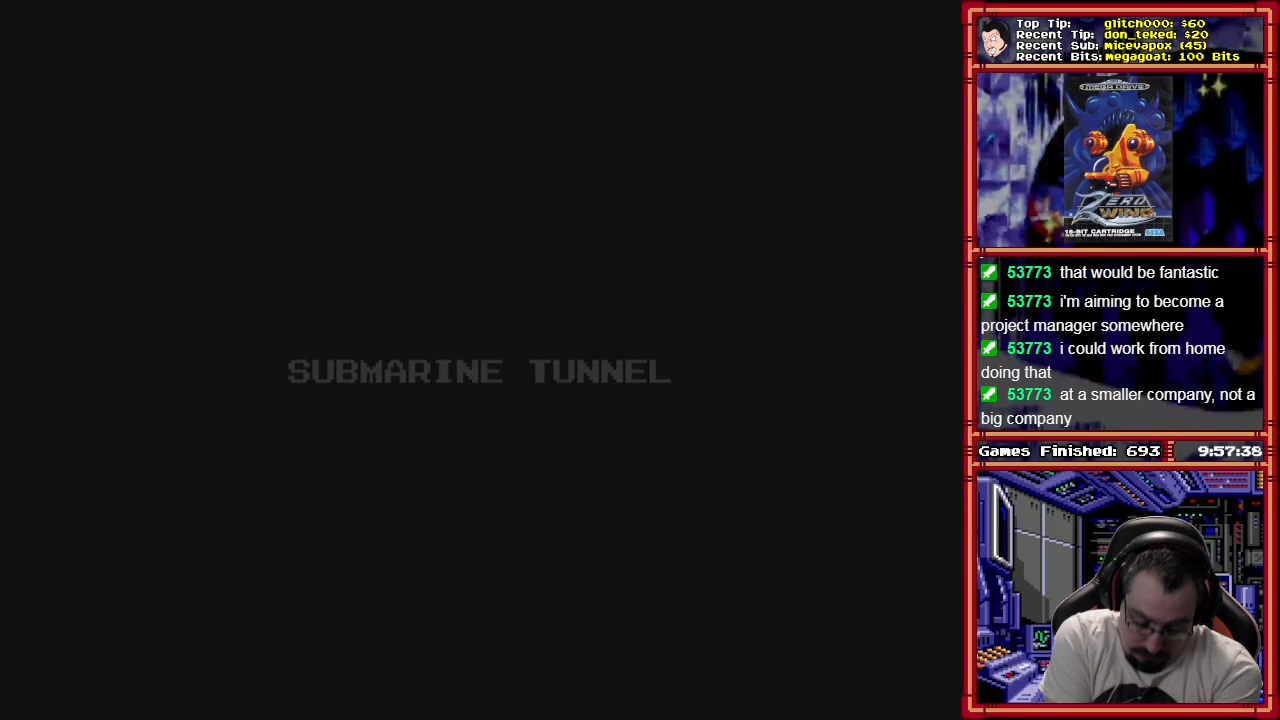 SUBMARINE TUNNEL
Top Tip: glitch000: $60
Recent Tip: don_teked: $20
Recent Sub: micevapox (45)
Recent Bits: megagoat: 100 Bits
MEGA DRIVE
ZERO
WING
16-BIT CARTRIDGE
SEGA
53773 that would be fantastic
53773 i'm aiming to become a
project manager somewhere
53773 i could work from home
doing that
53773 at a smaller company, not a
big company
Games Finished: 693
9:57:38